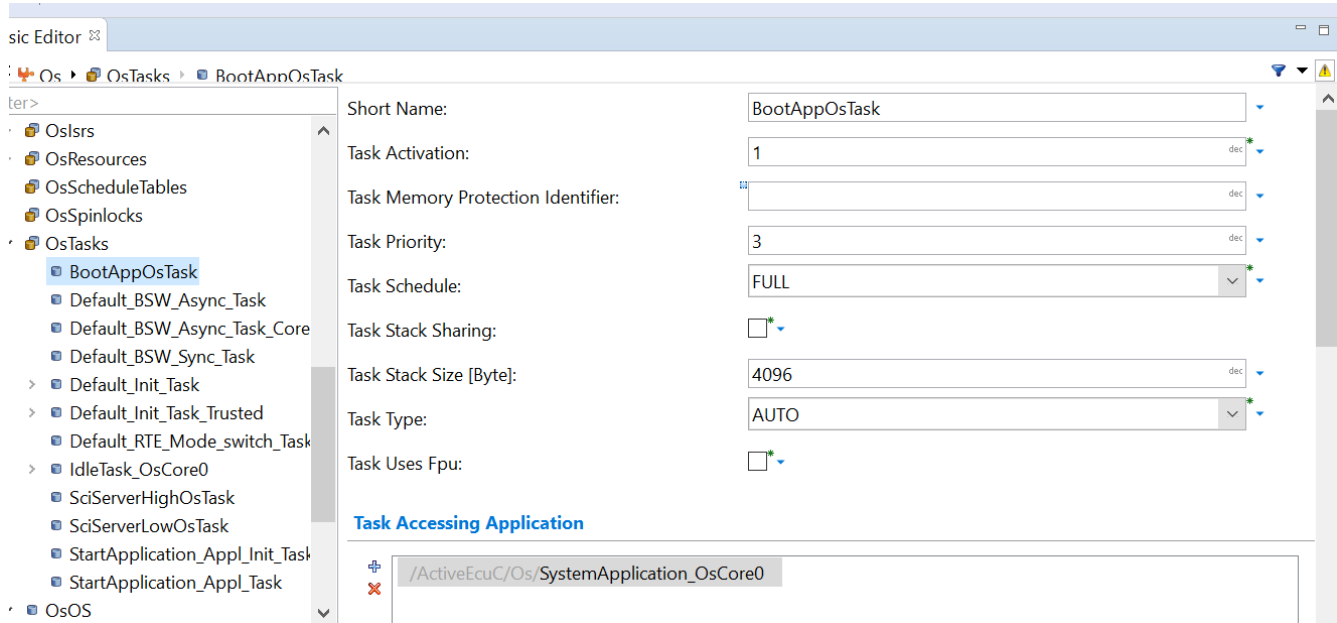 sic Editor
Os OsTasks BootAppOsTask
ter>
OsIsrs
OsResources
OsScheduleTables
OsSpinlocks
OsTasks
BootAppOsTask
Default_BSW_Async_Task
Default_BSW_Async_Task_Core
Default_BSW_Sync_Task
Default_Init_Task
Default_Init_Task_Trusted
Default_RTE_Mode_switch_Task
IdleTask_OsCore0
SciServerHighOsTask
SciServerLowOsTask
StartApplication_Appl_Init_Task
StartApplication_Appl_Task
OsOS
Short Name: BootAppOsTask
Task Activation: 1 dec
Task Memory Protection Identifier: dec
Task Priority: 3 dec
Task Schedule: FULL
Task Stack Sharing:
Task Stack Size [Byte]: 4096 dec
Task Type: AUTO
Task Uses Fpu:
Task Accessing Application
/ActiveEcuC/Os/SystemApplication_OsCore0